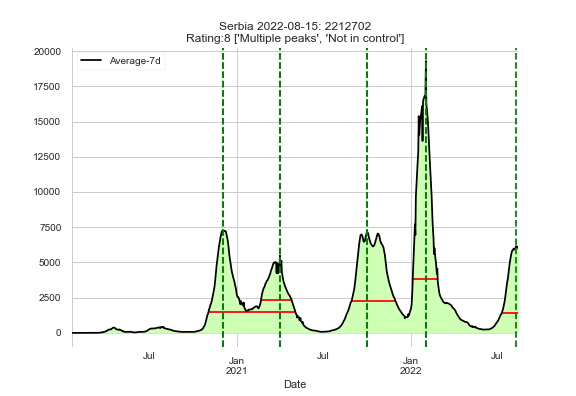 Serbia 2022-08-15: 2212702
Rating:8 ['Multiple peaks', 'Not in control']
20000
Average-7d
17500
15000
12500
10000
7500
5000
2500
0
Jul
Jan
2021
Jul
Jan
2022
Jul
Date